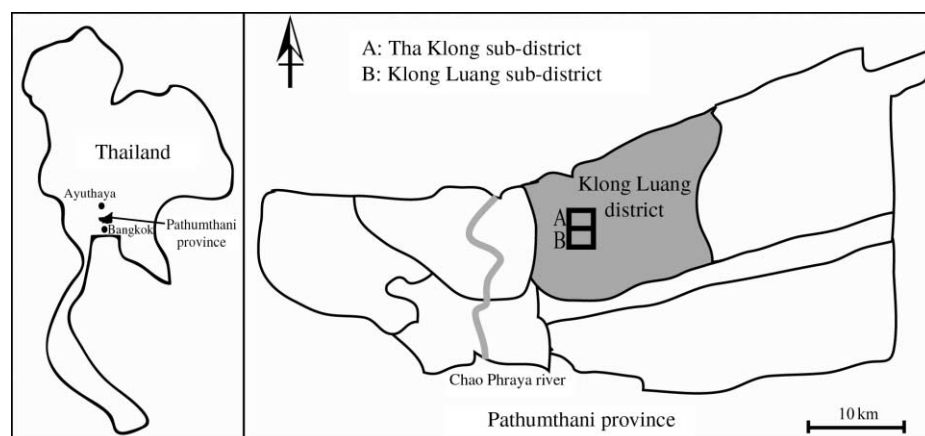 Thailand
Ayuthaya
Pathumthani
province
Bangkok
A: Tha Klong sub-district
B: Klong Luang sub-district
Klong Luang
district
A
B
Chao Phraya river
Pathumthani province
10 km